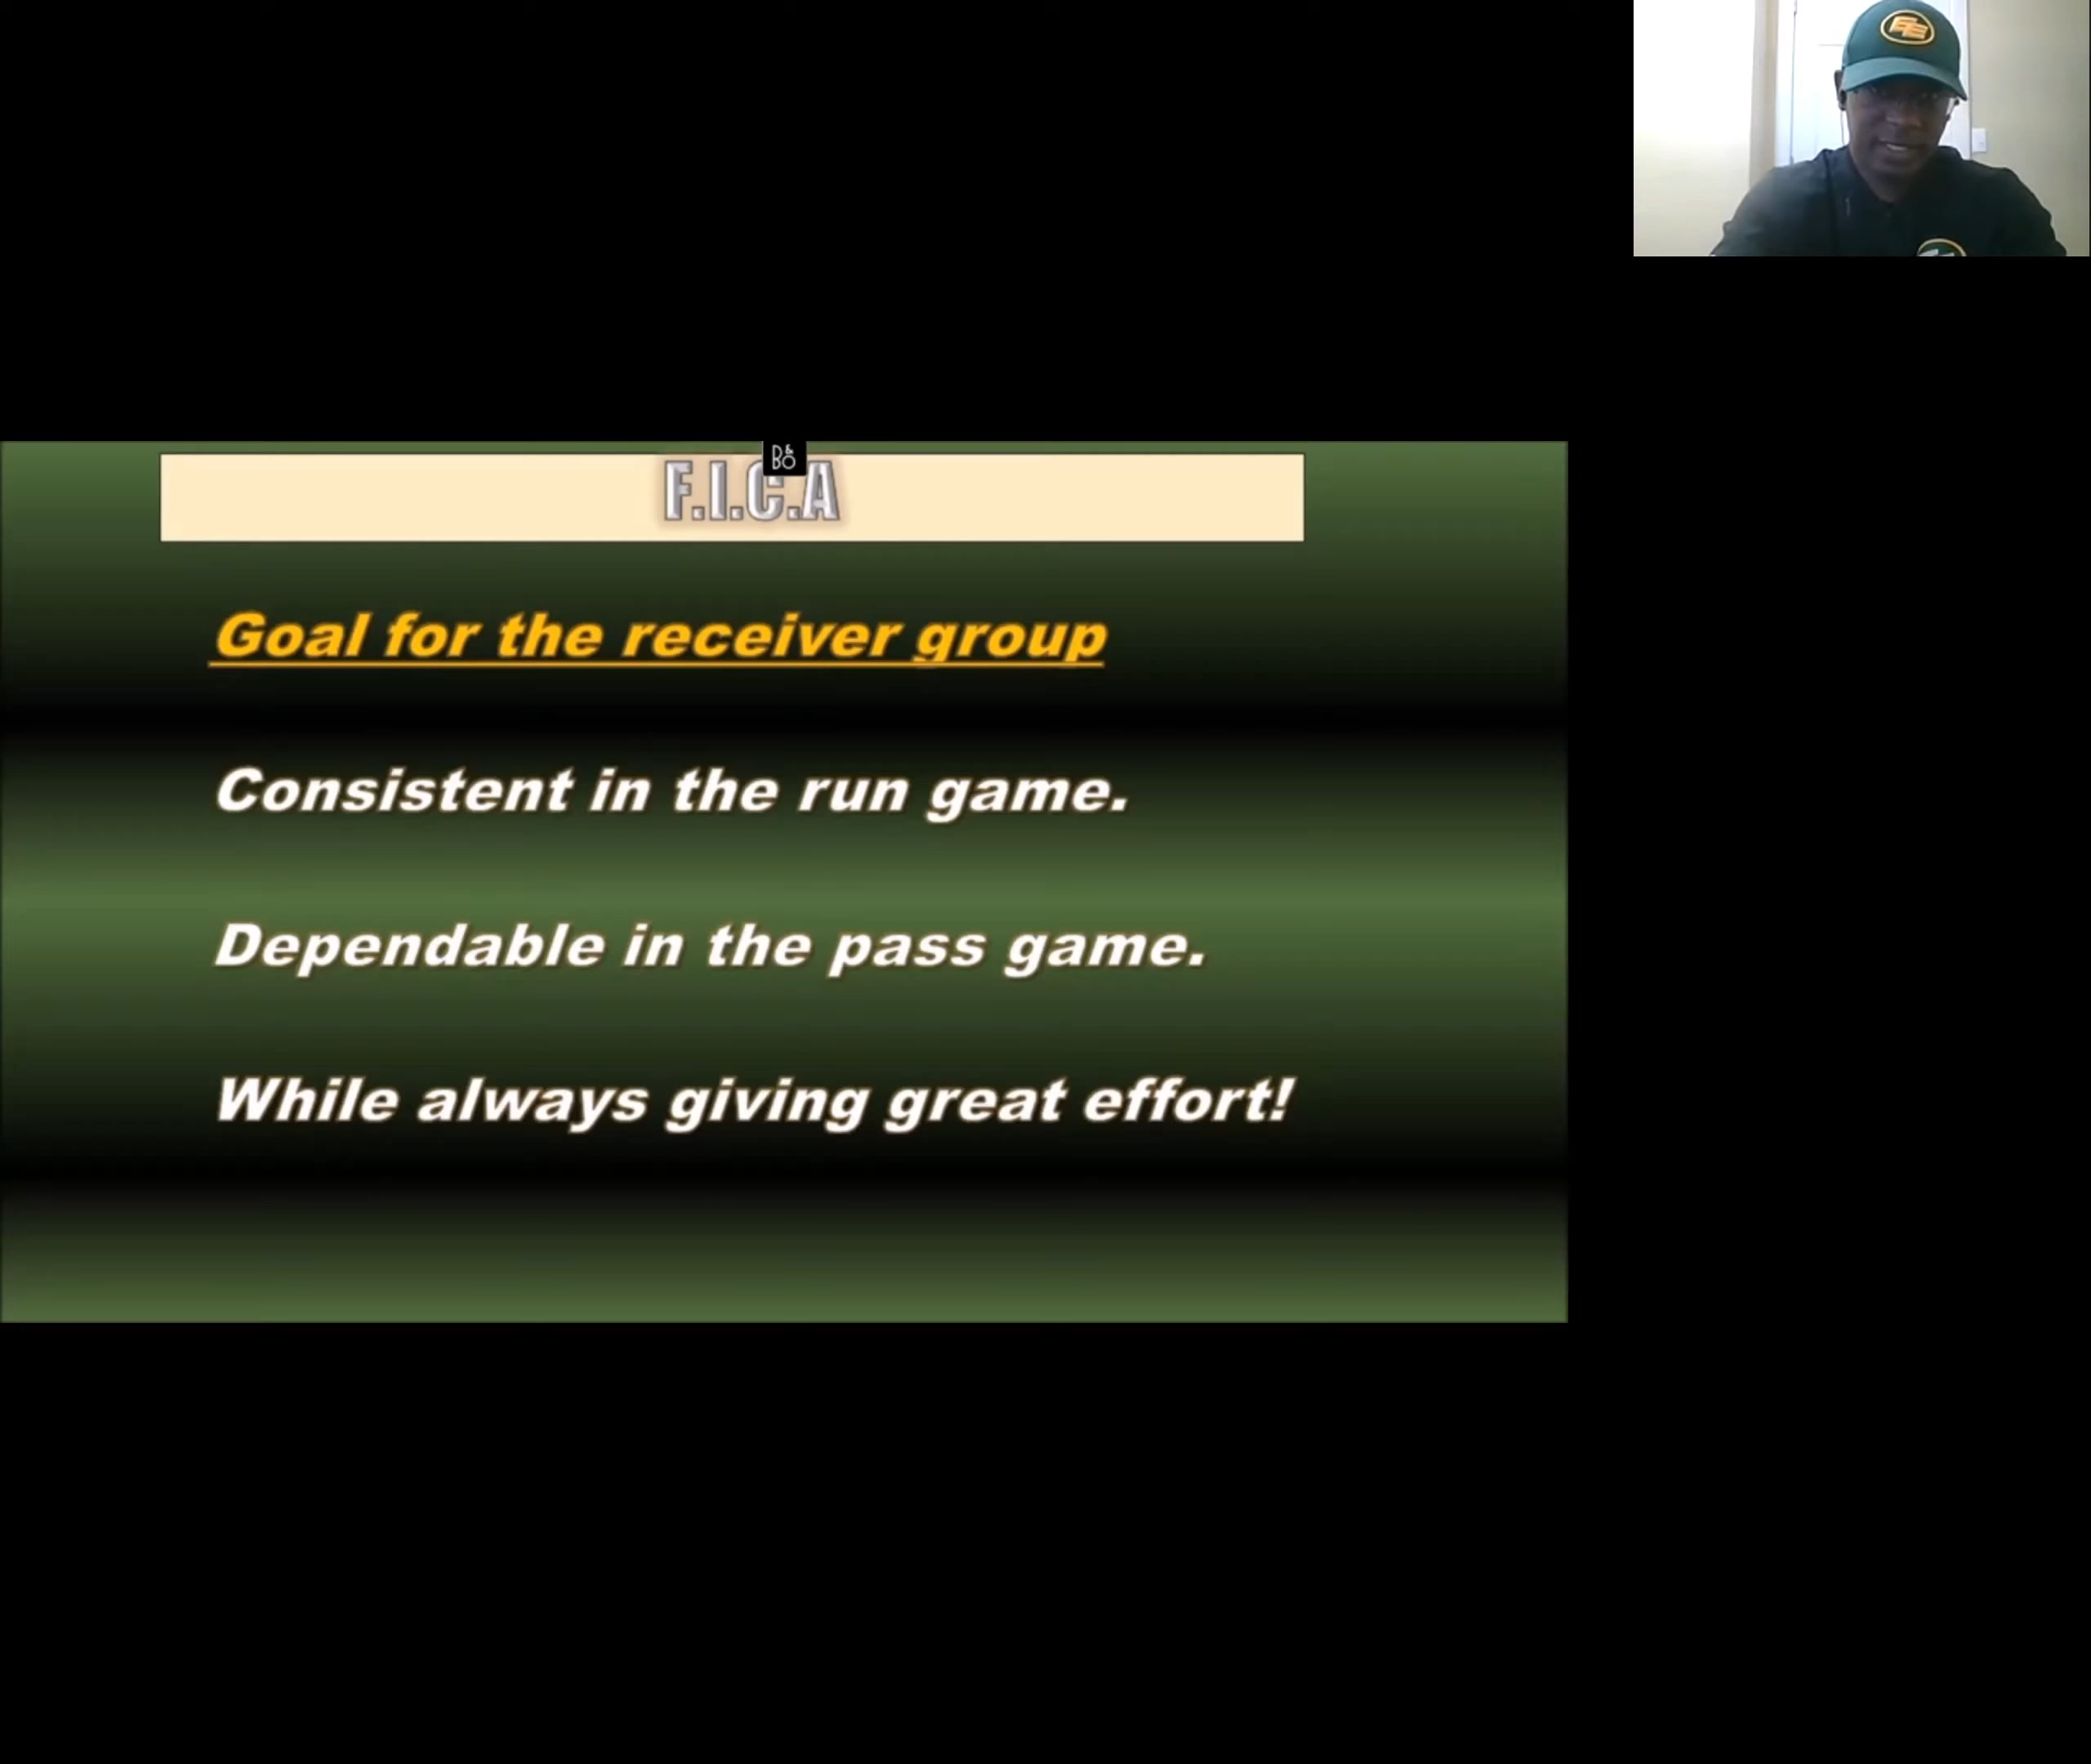 EE
B&O
F.I.C.A
Goal for the receiver group
Consistent in the run game.
Dependable in the pass game.
While always giving great effort!